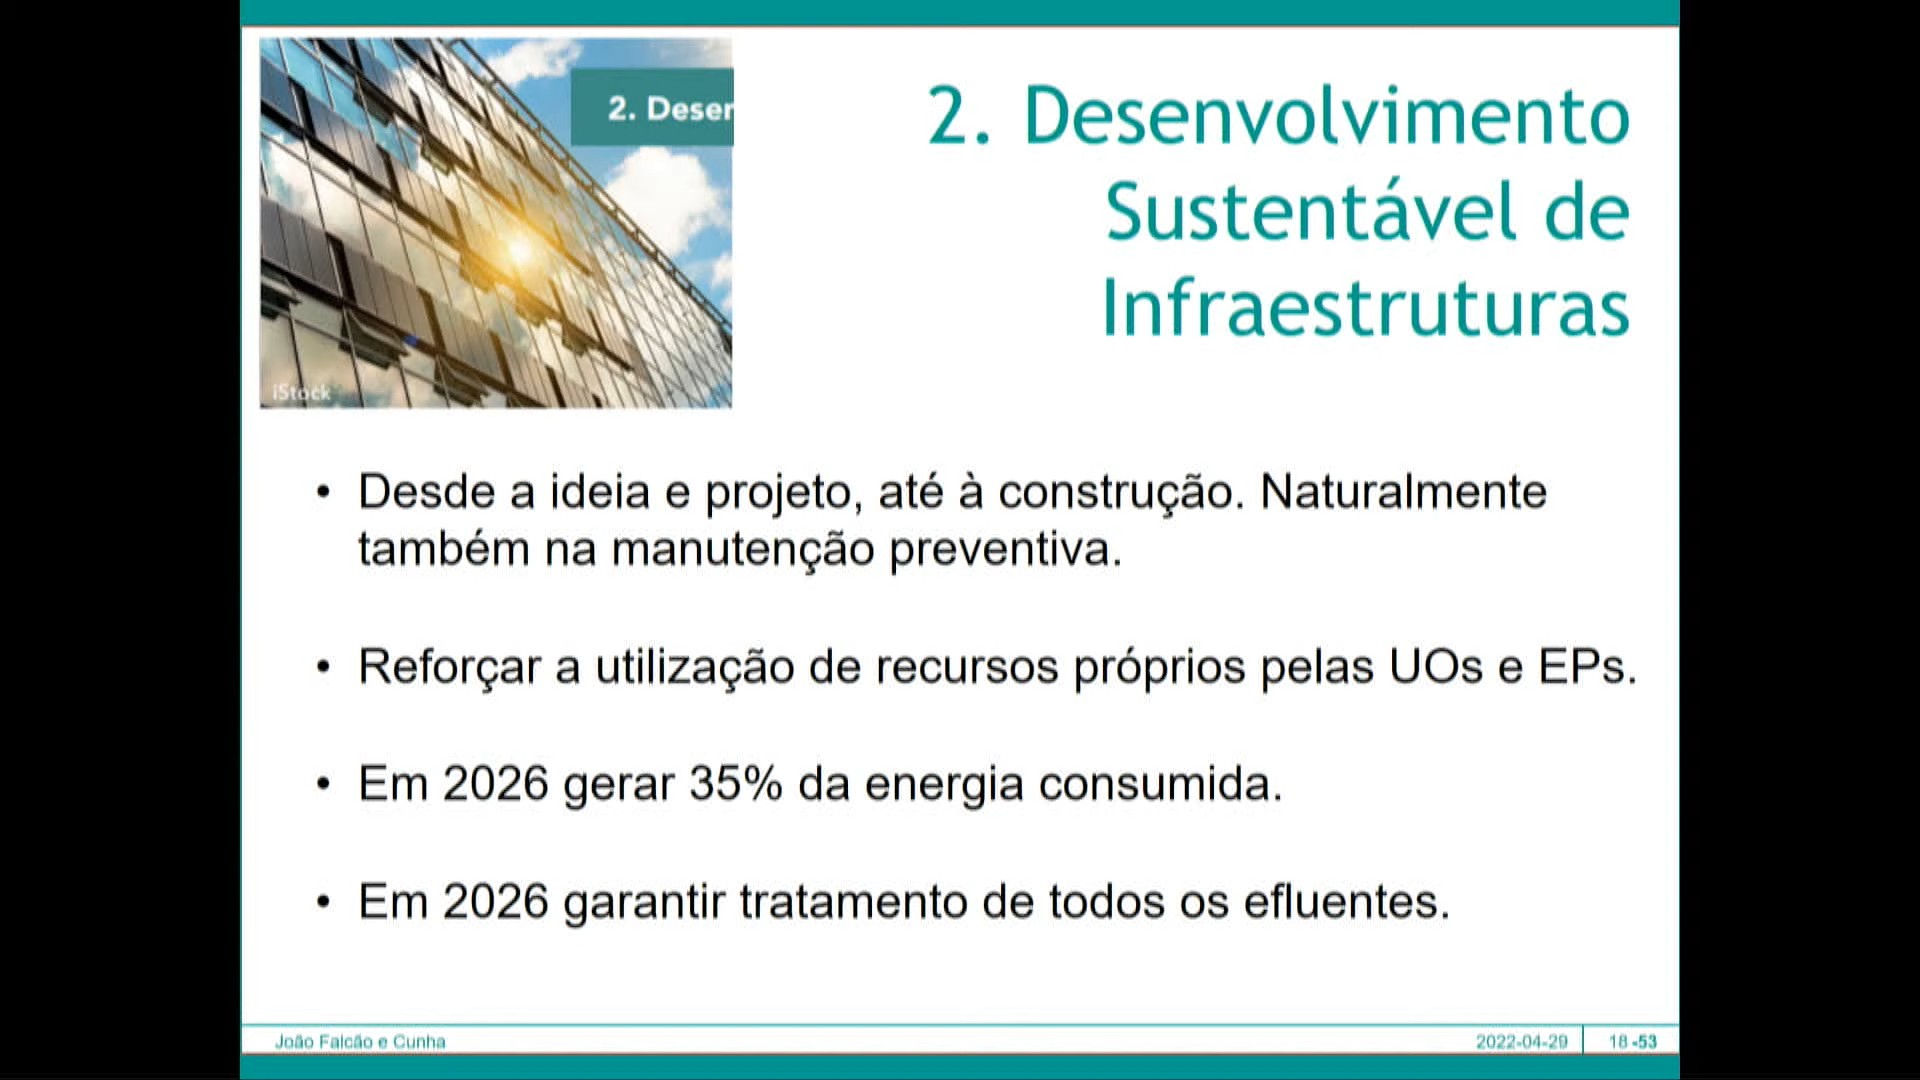 2. Deser
iStock
2. Desenvolvimento
Sustentável de
Infraestruturas
• Desde a ideia e projeto, até à construção. Naturalmente
também na manutenção preventiva.
• Reforçar a utilização de recursos próprios pelas UOs e EPs.
• Em 2026 gerar 35% da energia consumida.
• Em 2026 garantir tratamento de todos os efluentes.
João Falcão e Cunha
2022-04-29
18 -53